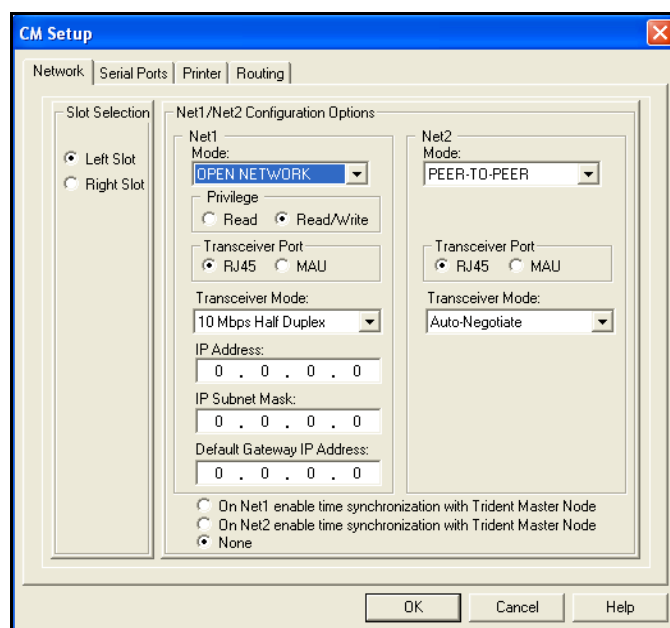 CM Setup
Network Serial Ports Printer Routing
Slot Selection
Left Slot
Right Slot
Net1/Net2 Configuration Options
Net1
Mode:
OPEN NETWORK
Privilege
Read Read/Write
Transceiver Port
RJ45 MAU
Transceiver Mode:
10 Mbps Half Duplex
IP Address:
0 . 0 . 0 . 0
IP Subnet Mask:
0 . 0 . 0 . 0
Default Gateway IP Address:
0 . 0 . 0 . 0
Net2
Mode:
PEER-TO-PEER
Transceiver Port
RJ45 MAU
Transceiver Mode:
Auto-Negotiate
On Net1 enable time synchronization with Trident Master Node
On Net2 enable time synchronization with Trident Master Node
None
OK Cancel Help